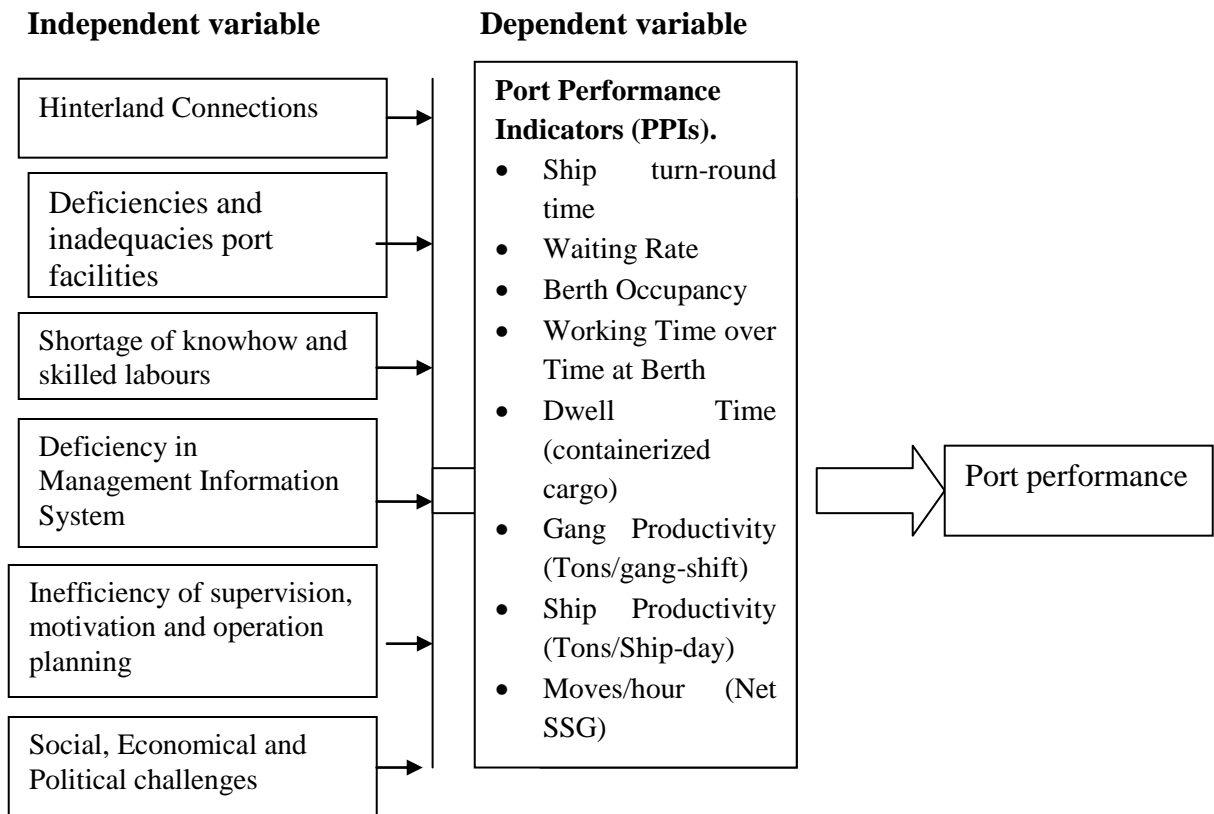 Independent variable
Dependent variable
Hinterland Connections
Deficiencies and
inadequacies port
facilities
Shortage of knowhow and
skilled labours
Deficiency in
Management Information
System
Inefficiency of supervision,
motivation and operation
planning
Social, Economical and
Political challenges
Port Performance
Indicators (PPIs).
• Ship turn-round
time
• Waiting Rate
• Berth Occupancy
• Working Time over
Time at Berth
• Dwell Time
(containerized
cargo)
• Gang Productivity
(Tons/gang-shift)
• Ship Productivity
(Tons/Ship-day)
• Moves/hour (Net
SSG)
Port performance